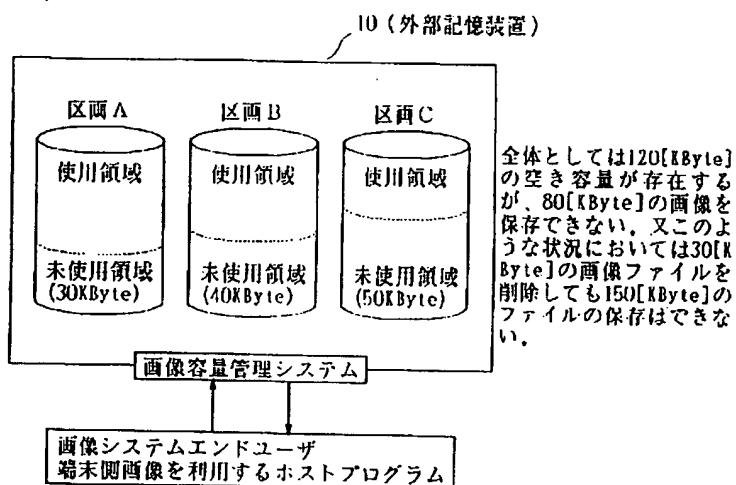 10(外部記憶装置)
区画A
区画B
区画C
使用領域
使用領域
使用領域
未使用領域
(30KByte)
未使用領域
(40KByte)
未使用領域
(50KByte)
全体としては120[KByte]
の空き容量が存在する
が、80[KByte]の画像を
保存できない。又このよ
うな状況においては30[K
Byte]の画像ファイルを
削除しても150[KByte]の
ファイルの保存はできな
い。
画像容量管理システム
画像システムエンドユーザ
端末側画像を利用するホストプログラム